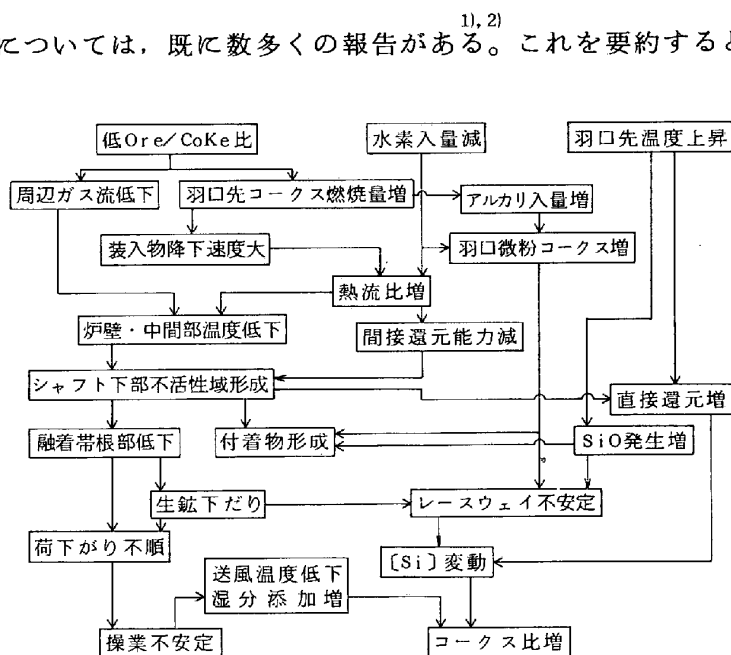 1), 2)
については，既に数多くの報告がある。これを要約すると
低Ore/CoKe比
水素入量減
羽口先温度上昇
周辺ガス流低下
羽口先コークス燃焼量増
アルカリ入量増
装入物降下速度大
羽口微粉コークス増
熱流比増
炉壁・中間部温度低下
間接還元能力減
シャフト下部不活性域形成
直接還元増
融着帯根部低下
付着物形成
SiO発生増
生鉱下だり
レースウェイ不安定
荷下がり不順
〔Si〕変動
送風温度低下
湿分添加増
操業不安定
コークス比増